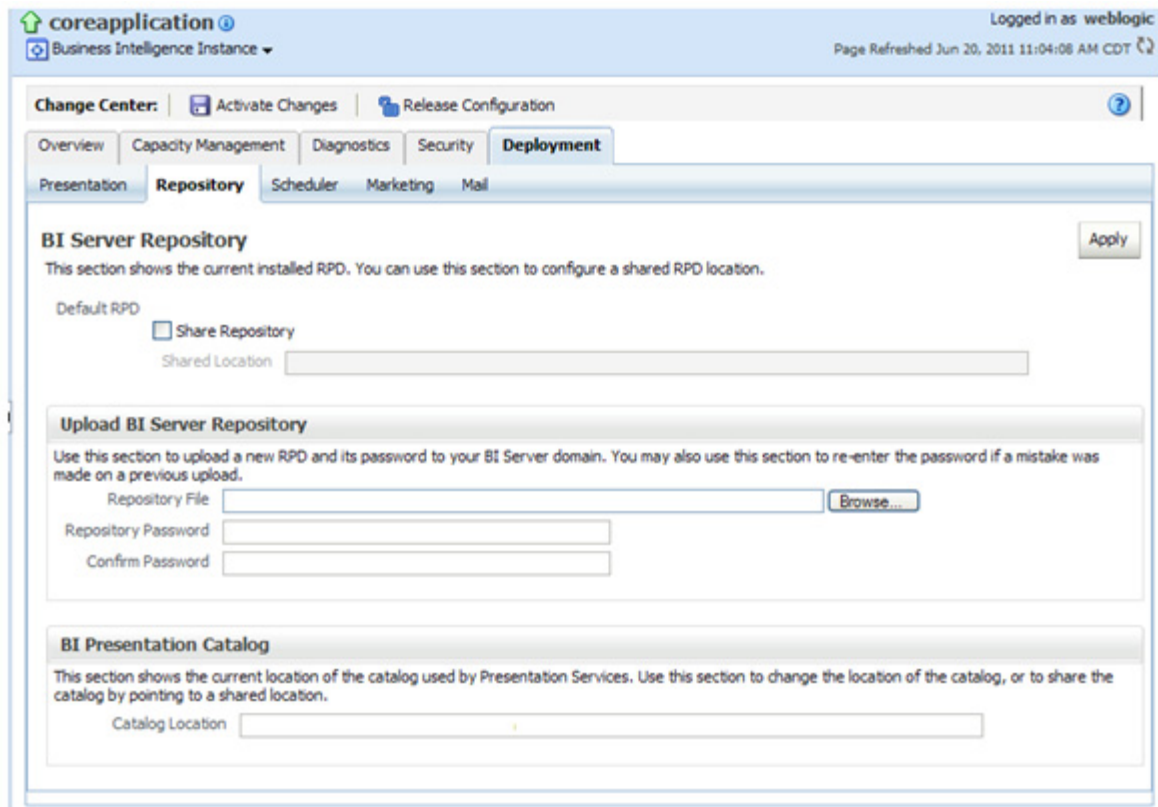 coreapplication
Logged in as weblogic
Business Intelligence Instance
Page Refreshed Jun 20, 2011 11:04:08 AM CDT
Change Center: Activate Changes Release Configuration
Overview Capacity Management Diagnostics Security Deployment
Presentation Repository Scheduler Marketing Mail
BI Server Repository
Apply
This section shows the current installed RPD. You can use this section to configure a shared RPD location.
Default RPD
Share Repository
Shared Location
Upload BI Server Repository
Use this section to upload a new RPD and its password to your BI Server domain. You may also use this section to re-enter the password if a mistake was
made on a previous upload.
Repository File Browse...
Repository Password
Confirm Password
BI Presentation Catalog
This section shows the current location of the catalog used by Presentation Services. Use this section to change the location of the catalog, or to share the
catalog by pointing to a shared location.
Catalog Location